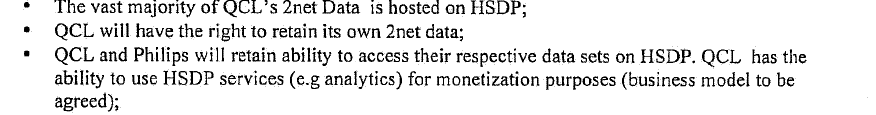 • The vast majority of QCL's 2net Data is hosted on HSDP;
• QCL will have the right to retain its own 2net data;
• QCL and Philips will retain ability to access their respective data sets on HSDP. QCL has the
ability to use HSDP services (e.g analytics) for monetization purposes (business model to be
agreed);